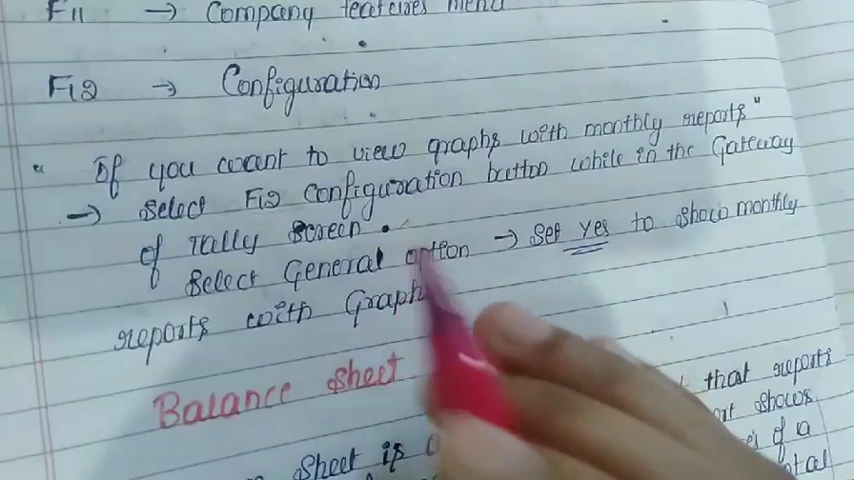 F11 → Company features menu
F12 → Configuration
" If you want to view graphs with monthly reports"
→ Select F12 Configuration button while in the Gateway
of Tally Screen.
Select General option → Set Yes to show monthly
reports with Graph
Balance sheet
that reports
shows
sheet is
of a